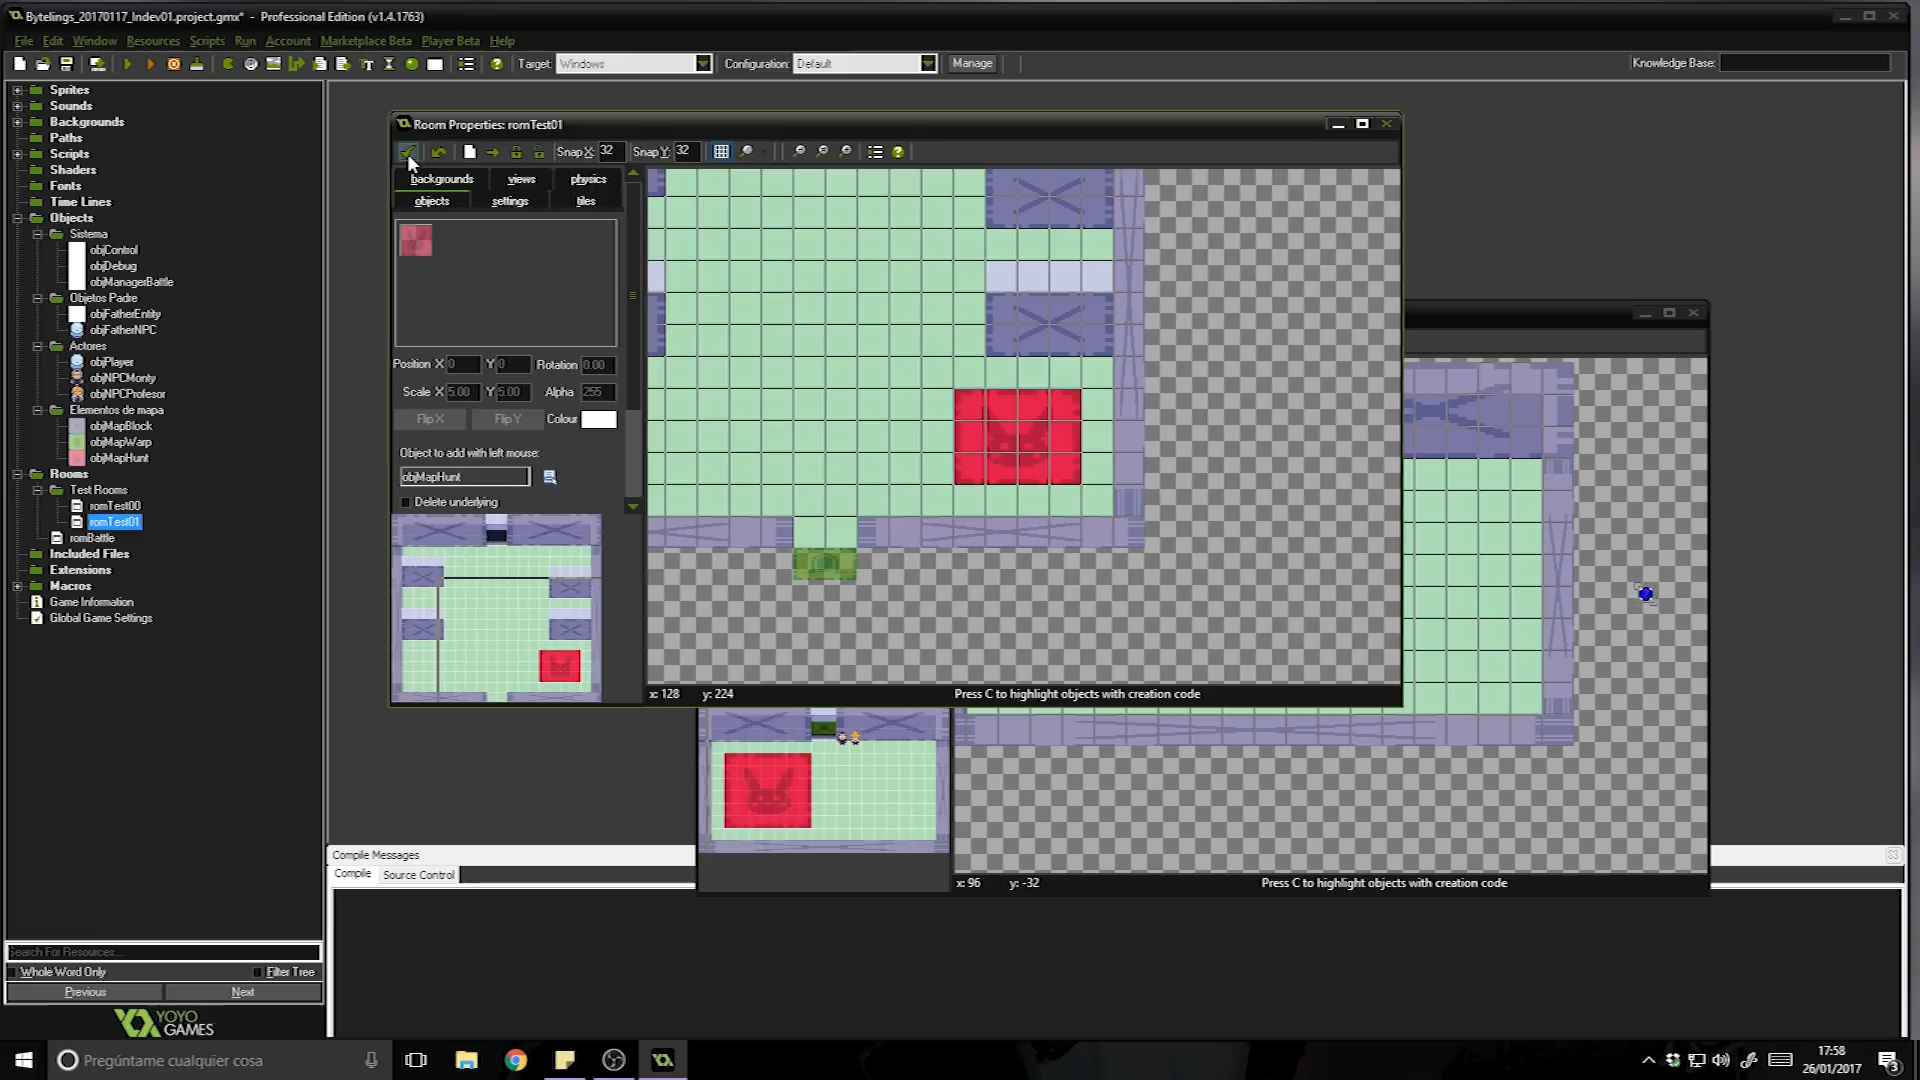 Bytelings_20170117_Indev01.project.gmx* - Professional Edition (v1.4.1763)
File Edit Window Resources Scripts Run Account Marketplace Beta Player Beta Help
Target: Windows Configuration: Default Manage Knowledge Base:
Sprites
Sounds
Backgrounds
Paths
Scripts
Shaders
Fonts
Time Lines
Objects
Sistema
objControl
objDebug
objManagerBattle
Objetos Padre
objFatherEntity
objFatherNPC
Actores
objPlayer
objNPCMonty
objNPCProfesor
Elementos de mapa
objMapBlock
objMapWarp
objMapHunt
Rooms
Test Rooms
romTest00
romTest01
romBattle
Included Files
Extensions
Macros
Game Information
Global Game Settings
Search For Resources...
Whole Word Only Filter Tree
Previous Next
YOYO
GAMES
Room Properties: romTest01
Snap X: 32 Snap Y: 32
backgrounds views physics
objects settings tiles
Position X 0 Y 0 Rotation 0.00
Scale X 5.00 Y 5.00 Alpha 255
Flip X Flip Y Colour
Object to add with left mouse:
objMapHunt
Delete underlying
x: 128 y: 224 Press C to highlight objects with creation code
x: 96 y: -32 Press C to highlight objects with creation code
Compile Messages
Compile Source Control
Pregúntame cualquier cosa
17:58
26/01/2017
3